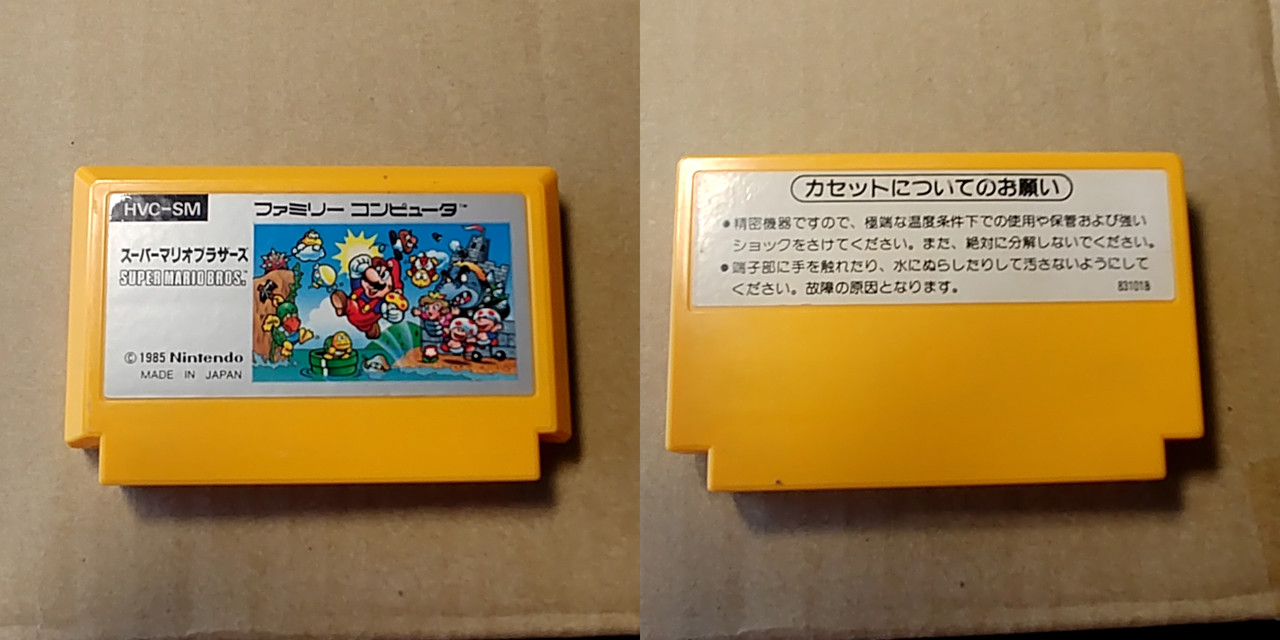 HVC-SM
ファミリー コンピュータ™
スーパーマリオブラザーズ
SUPER MARIO BROS.™
© 1985 Nintendo
MADE IN JAPAN
カセットについてのお願い
●精密機器ですので、極端な温度条件下での使用や保管および強い
ショックをさけてください。また、絶対に分解しないでください。
●端子部に手を触れたり、水にぬらしたりして汚さないようにして
ください。故障の原因となります。
831018